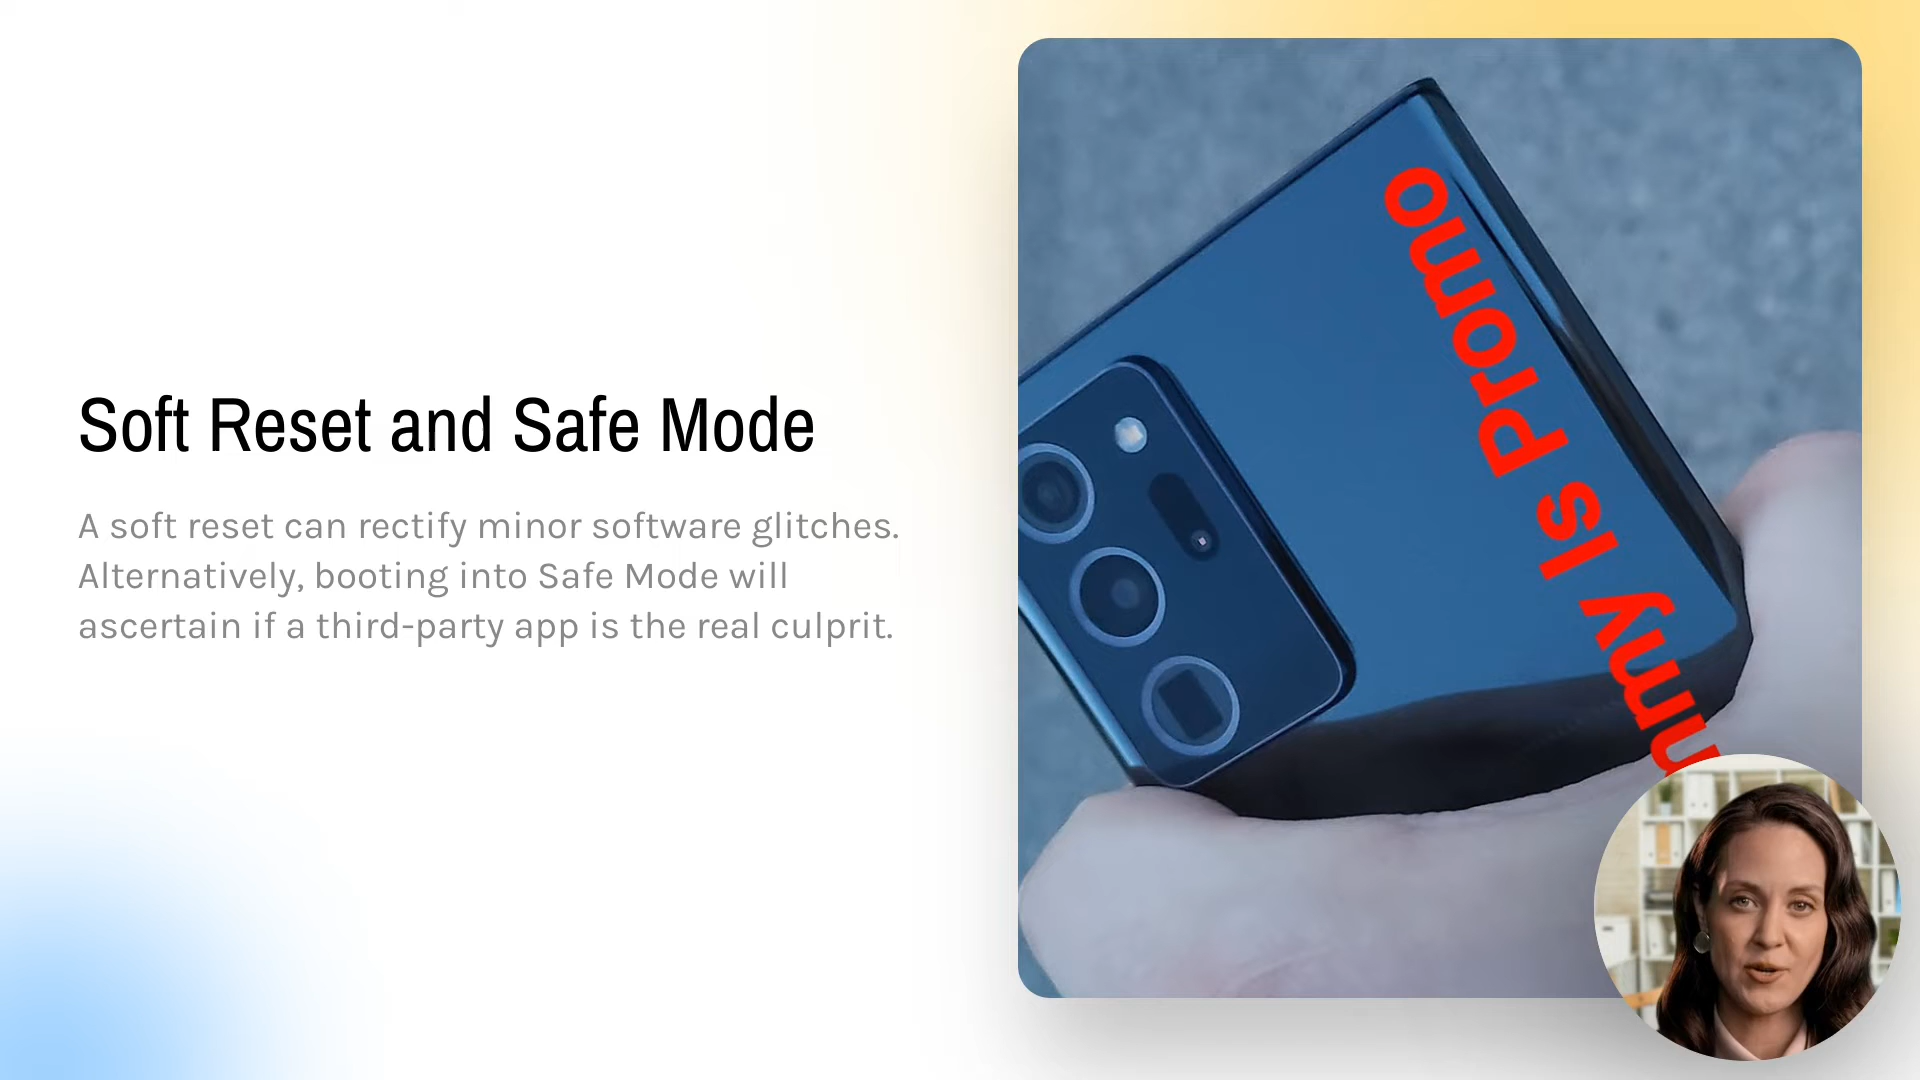 Soft Reset and Safe Mode
A soft reset can rectify minor software glitches.
Alternatively, booting into Safe Mode will
ascertain if a third-party app is the real culprit.
Is Promo